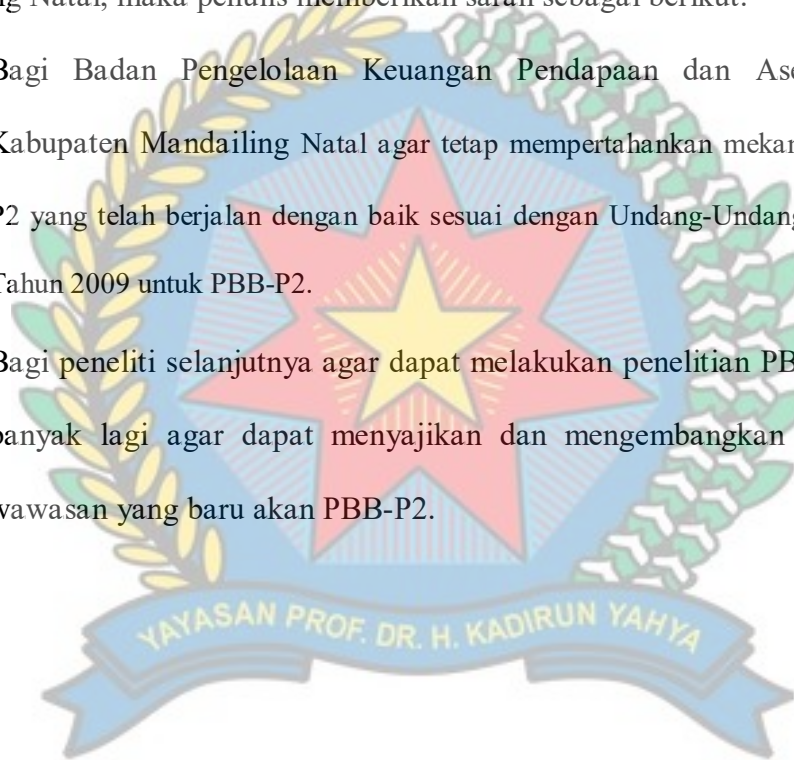 ng Natal, maka penulis memberikan saran sebagai berikut:
Bagi Badan Pengelolaan Keuangan Pendapaan dan Ase
Kabupaten Mandailing Natal agar tetap mempertahankan mekan
P2 yang telah berjalan dengan baik sesuai dengan Undang-Undang
Tahun 2009 untuk PBB-P2.
Bagi peneliti selanjutnya agar dapat melakukan penelitian PB
banyak lagi agar dapat menyajikan dan mengembangkan
wawasan yang baru akan PBB-P2.
YAYASAN PROF. DR. H. KADIRUN YAHYA